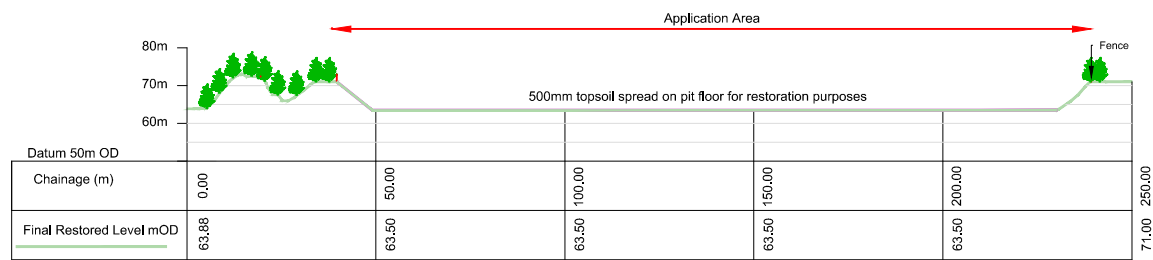 Application Area
80m
Fence
70m
500mm topsoil spread on pit floor for restoration purposes
60m
Datum 50m OD
Chainage (m)
0.00
50.00
100.00
150.00
200.00
250.00
Final Restored Level mOD
63.88
63.50
63.50
63.50
63.50
71.00